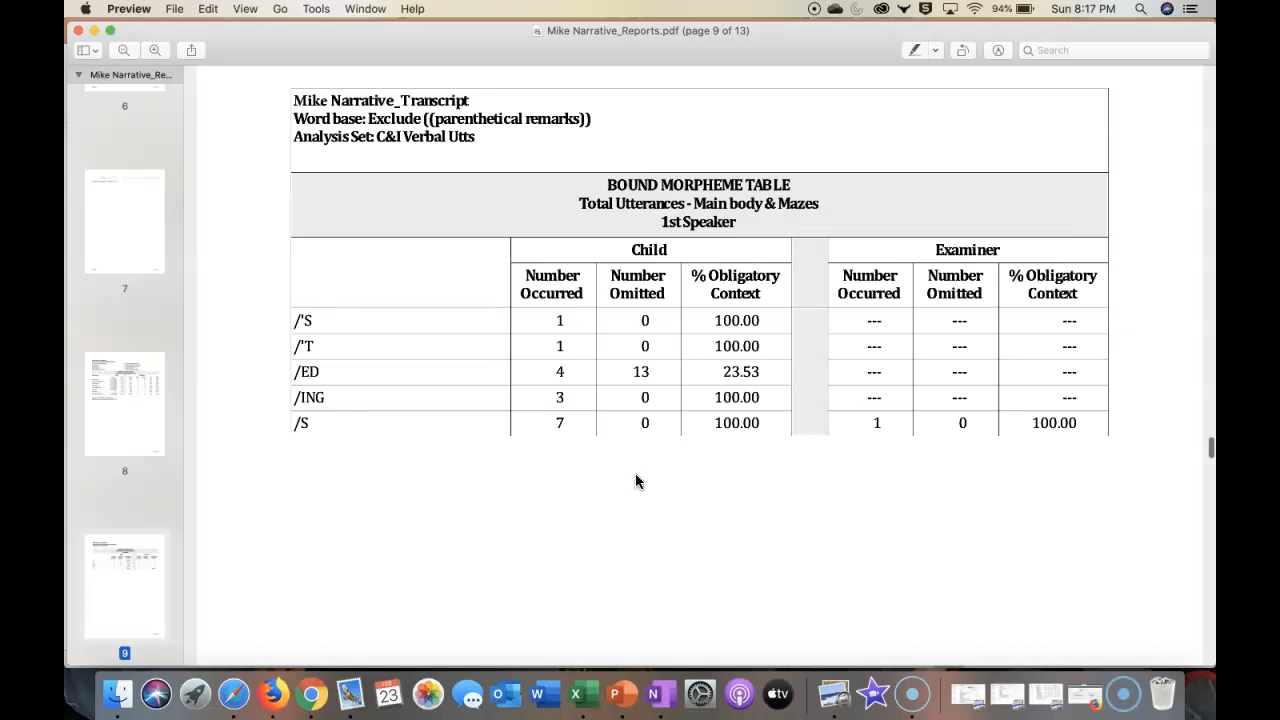 Preview File Edit View Go Tools Window Help 94% Sun 8:17 PM
Mike Narrative_Reports.pdf (page 9 of 13)
Search
Mike Narrative_Re...
6
7
8
9
Mike Narrative_Transcript
Word base: Exclude ((parenthetical remarks))
Analysis Set: C&I Verbal Utts
BOUND MORPHEME TABLE
Total Utterances - Main body & Mazes
1st Speaker
Child Examiner
Number Occurred Number Omitted % Obligatory Context Number Occurred Number Omitted % Obligatory Context
/'S 1 0 100.00 --- --- ---
/'T 1 0 100.00 --- --- ---
/ED 4 13 23.53 --- --- ---
/ING 3 0 100.00 --- --- ---
/S 7 0 100.00 1 0 100.00
FEB
23
tv